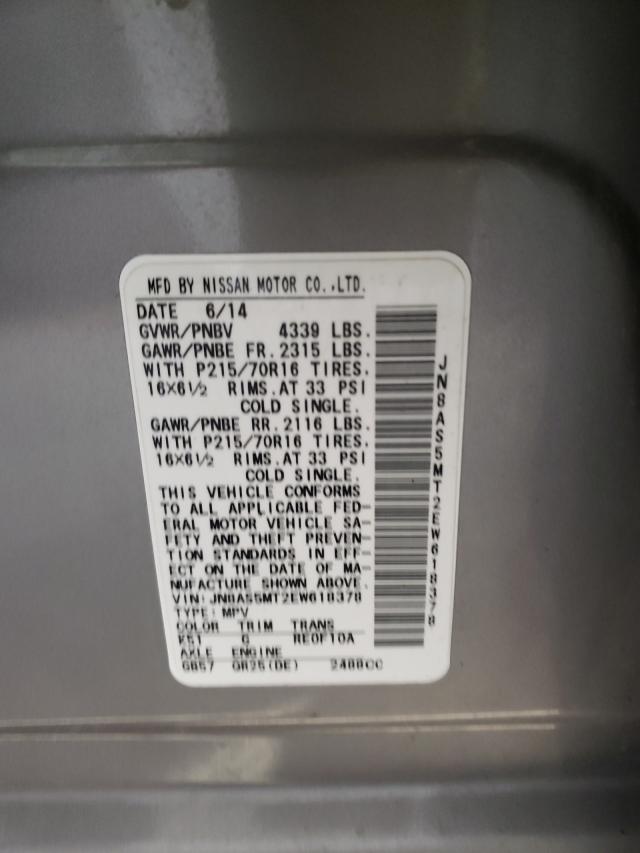 MFD BY NISSAN MOTOR CO.,LTD.
DATE 6/14
GVWR/PNBV 4339 LBS.
GAWR/PNBE FR. 2315 LBS.
WITH P215/70R16 TIRES.
16×6½ RIMS.AT 33 PSI
COLD SINGLE.
GAWR/PNBE RR. 2116 LBS.
WITH P215/70R16 TIRES.
16×6½ RIMS.AT 33 PSI
COLD SINGLE.
THIS VEHICLE CONFORMS
TO ALL APPLICABLE FED-
ERAL MOTOR VEHICLE SA-
FETY AND THEFT PREVEN-
TION STANDARDS IN EFF-
ECT ON THE DATE OF MA-
NUFACTURE SHOWN ABOVE.
VIN: JN8AS5MT2EW618378
TYPE: MPV
COLOR TRIM TRANS
K51 G RE0F10A
AXLE ENGINE
GB57 QR25(DE) 2488CC
JN8AS5MT2EW618378